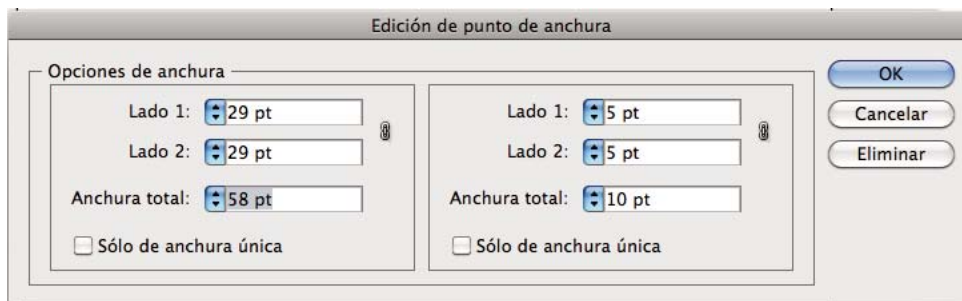 Edición de punto de anchura
Opciones de anchura
Lado 1: 29 pt
Lado 2: 29 pt
Anchura total: 58 pt
Sólo de anchura única
Lado 1: 5 pt
Lado 2: 5 pt
Anchura total: 10 pt
Sólo de anchura única
OK
Cancelar
Eliminar